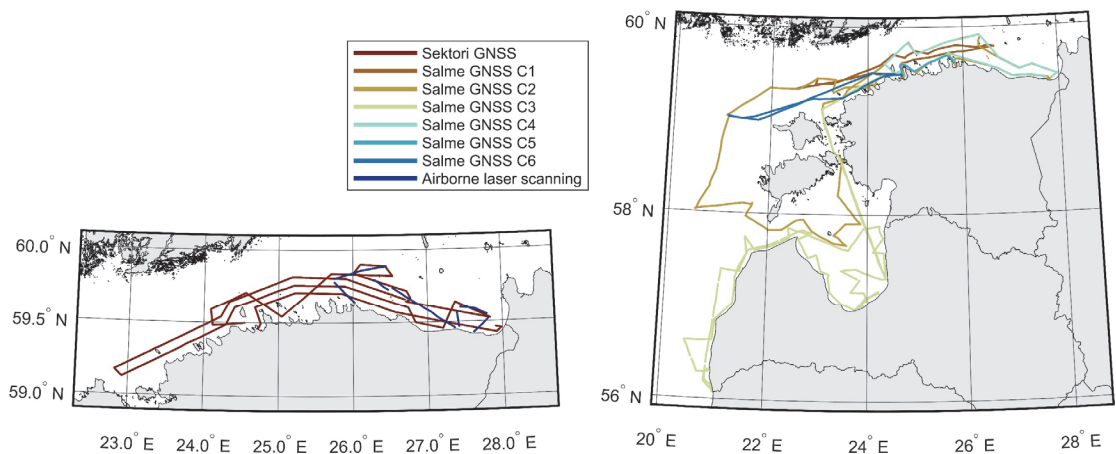 Sektori GNSS
Salme GNSS C1
Salme GNSS C2
Salme GNSS C3
Salme GNSS C4
Salme GNSS C5
Salme GNSS C6
Airborne laser scanning
60.0° N
59.5° N
59.0° N
23.0° E 24.0° E 25.0° E 26.0° E 27.0° E 28.0° E
60° N
58° N
56° N
20° E 22° E 24° E 26° E 28° E